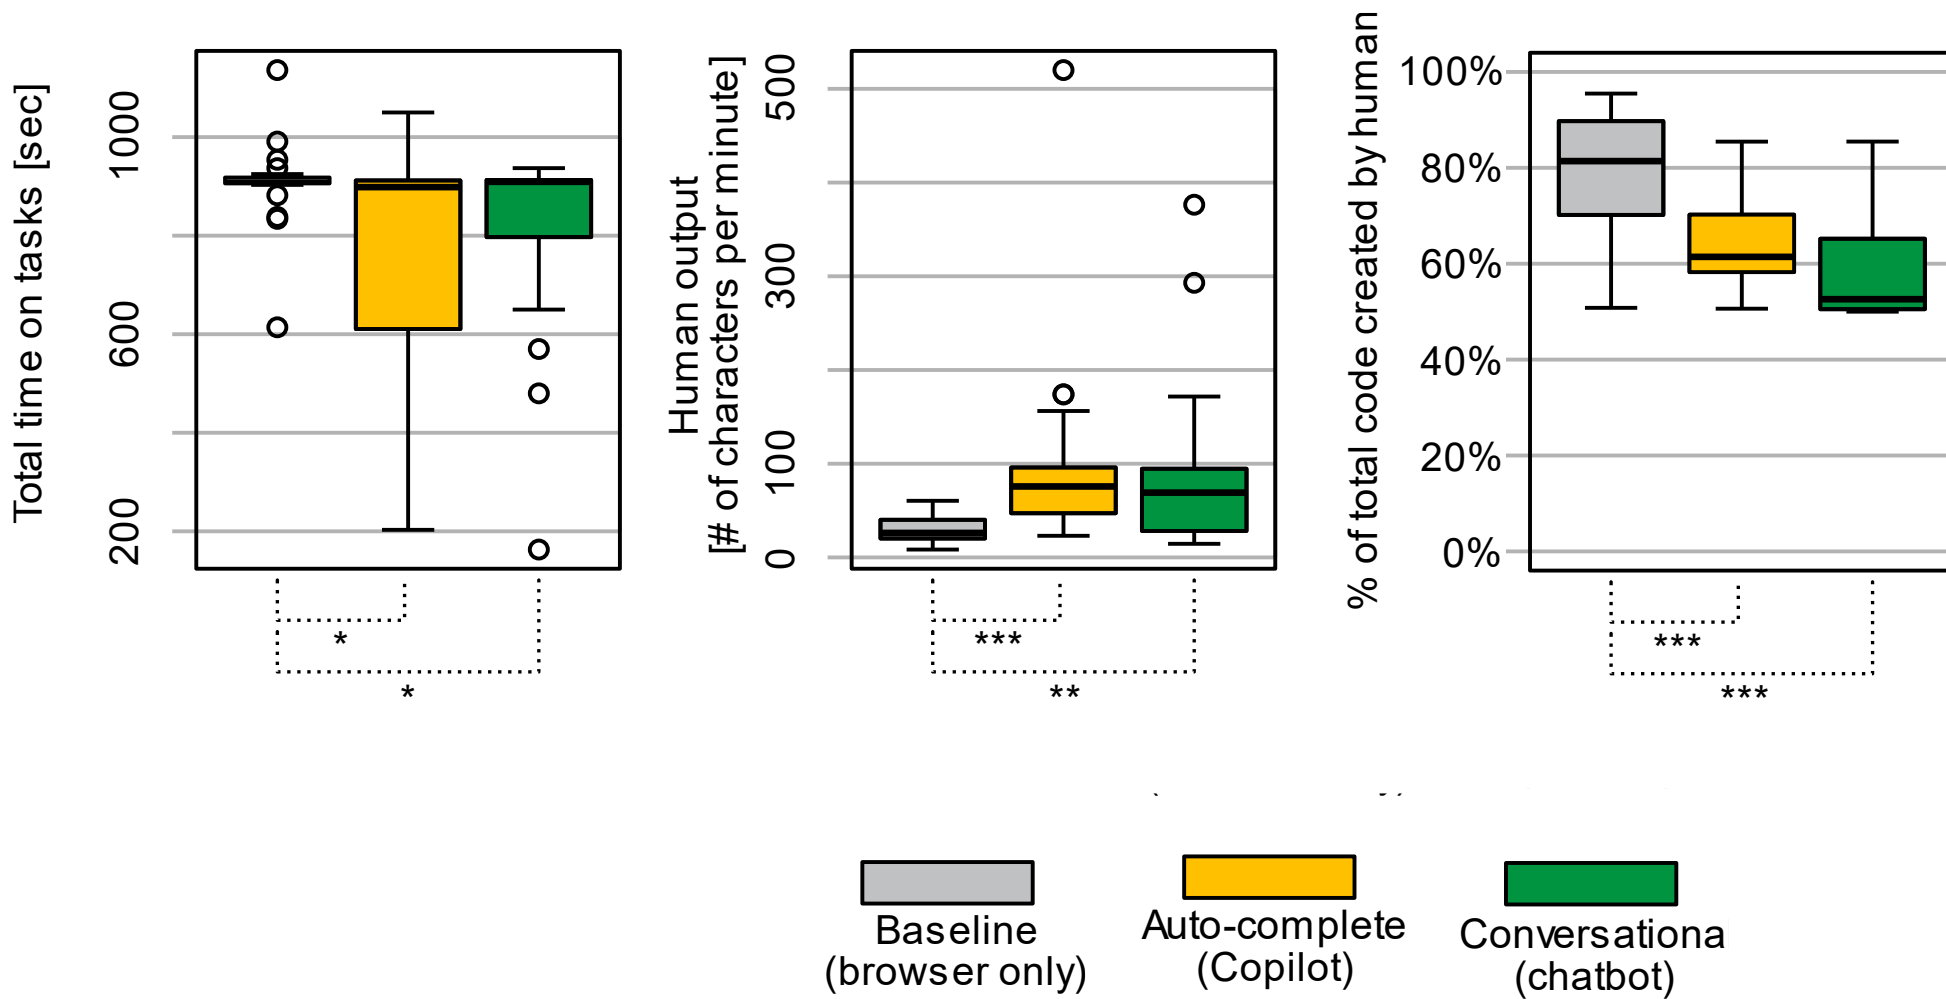 Total time on tasks [sec]
1000
600
200
*
*
Human output
[# of characters per minute]
500
300
100
0
***
**
% of total code created by human
100%
80%
60%
40%
20%
0%
***
***
Baseline
(browser only)
Auto-complete
(Copilot)
Conversationa
(chatbot)